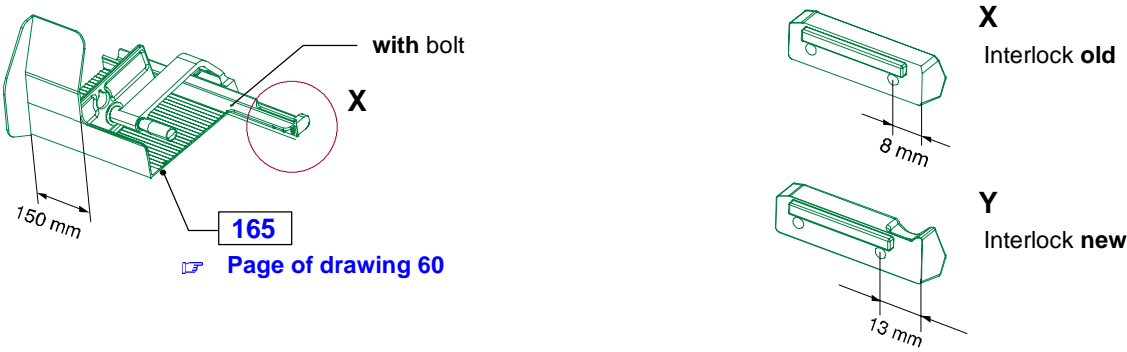 with bolt
X
150 mm
165
☞ Page of drawing 60
X
Interlock old
8 mm
Y
Interlock new
13 mm